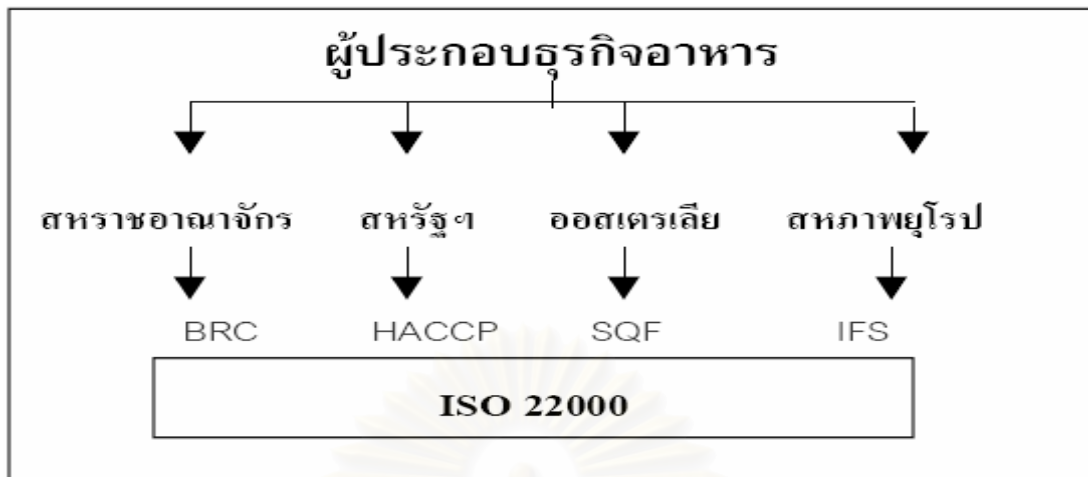 ผู้ประกอบธุรกิจอาหาร
สหราชอาณาจักร สหรัฐฯ ออสเตรเลีย สหภาพยุโรป
BRC HACCP SQF IFS
ISO 22000